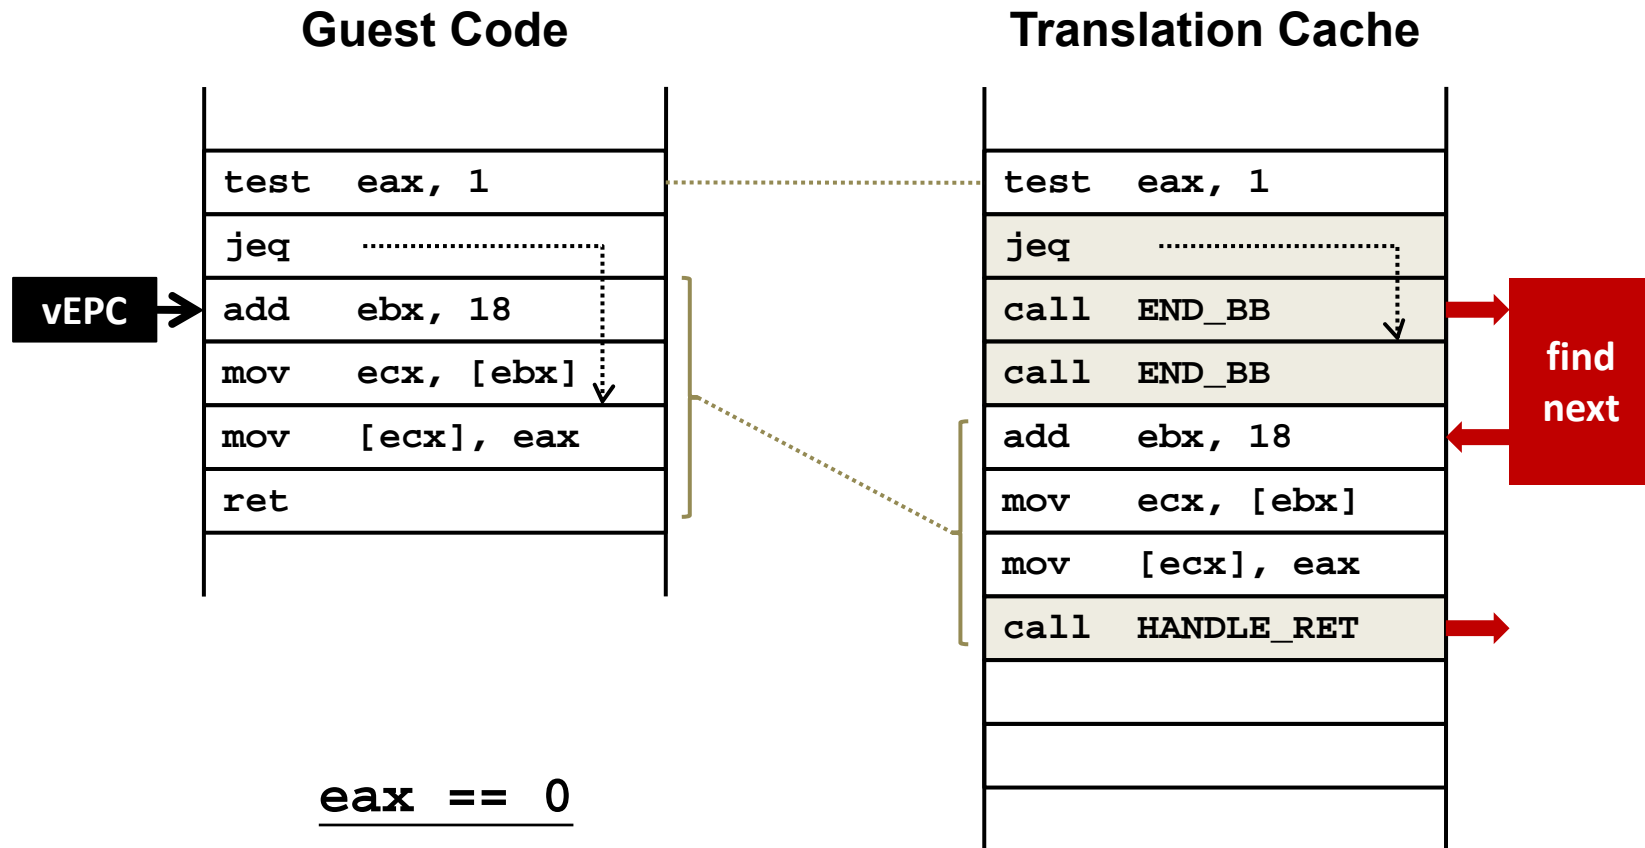 Guest Code
test eax, 1
jeq
vEPC
add ebx, 18
mov ecx, [ebx]
mov [ecx], eax
ret
eax == 0
Translation Cache
test eax, 1
jeq
call END_BB
call END_BB
add ebx, 18
mov ecx, [ebx]
mov [ecx], eax
call HANDLE_RET
find
next